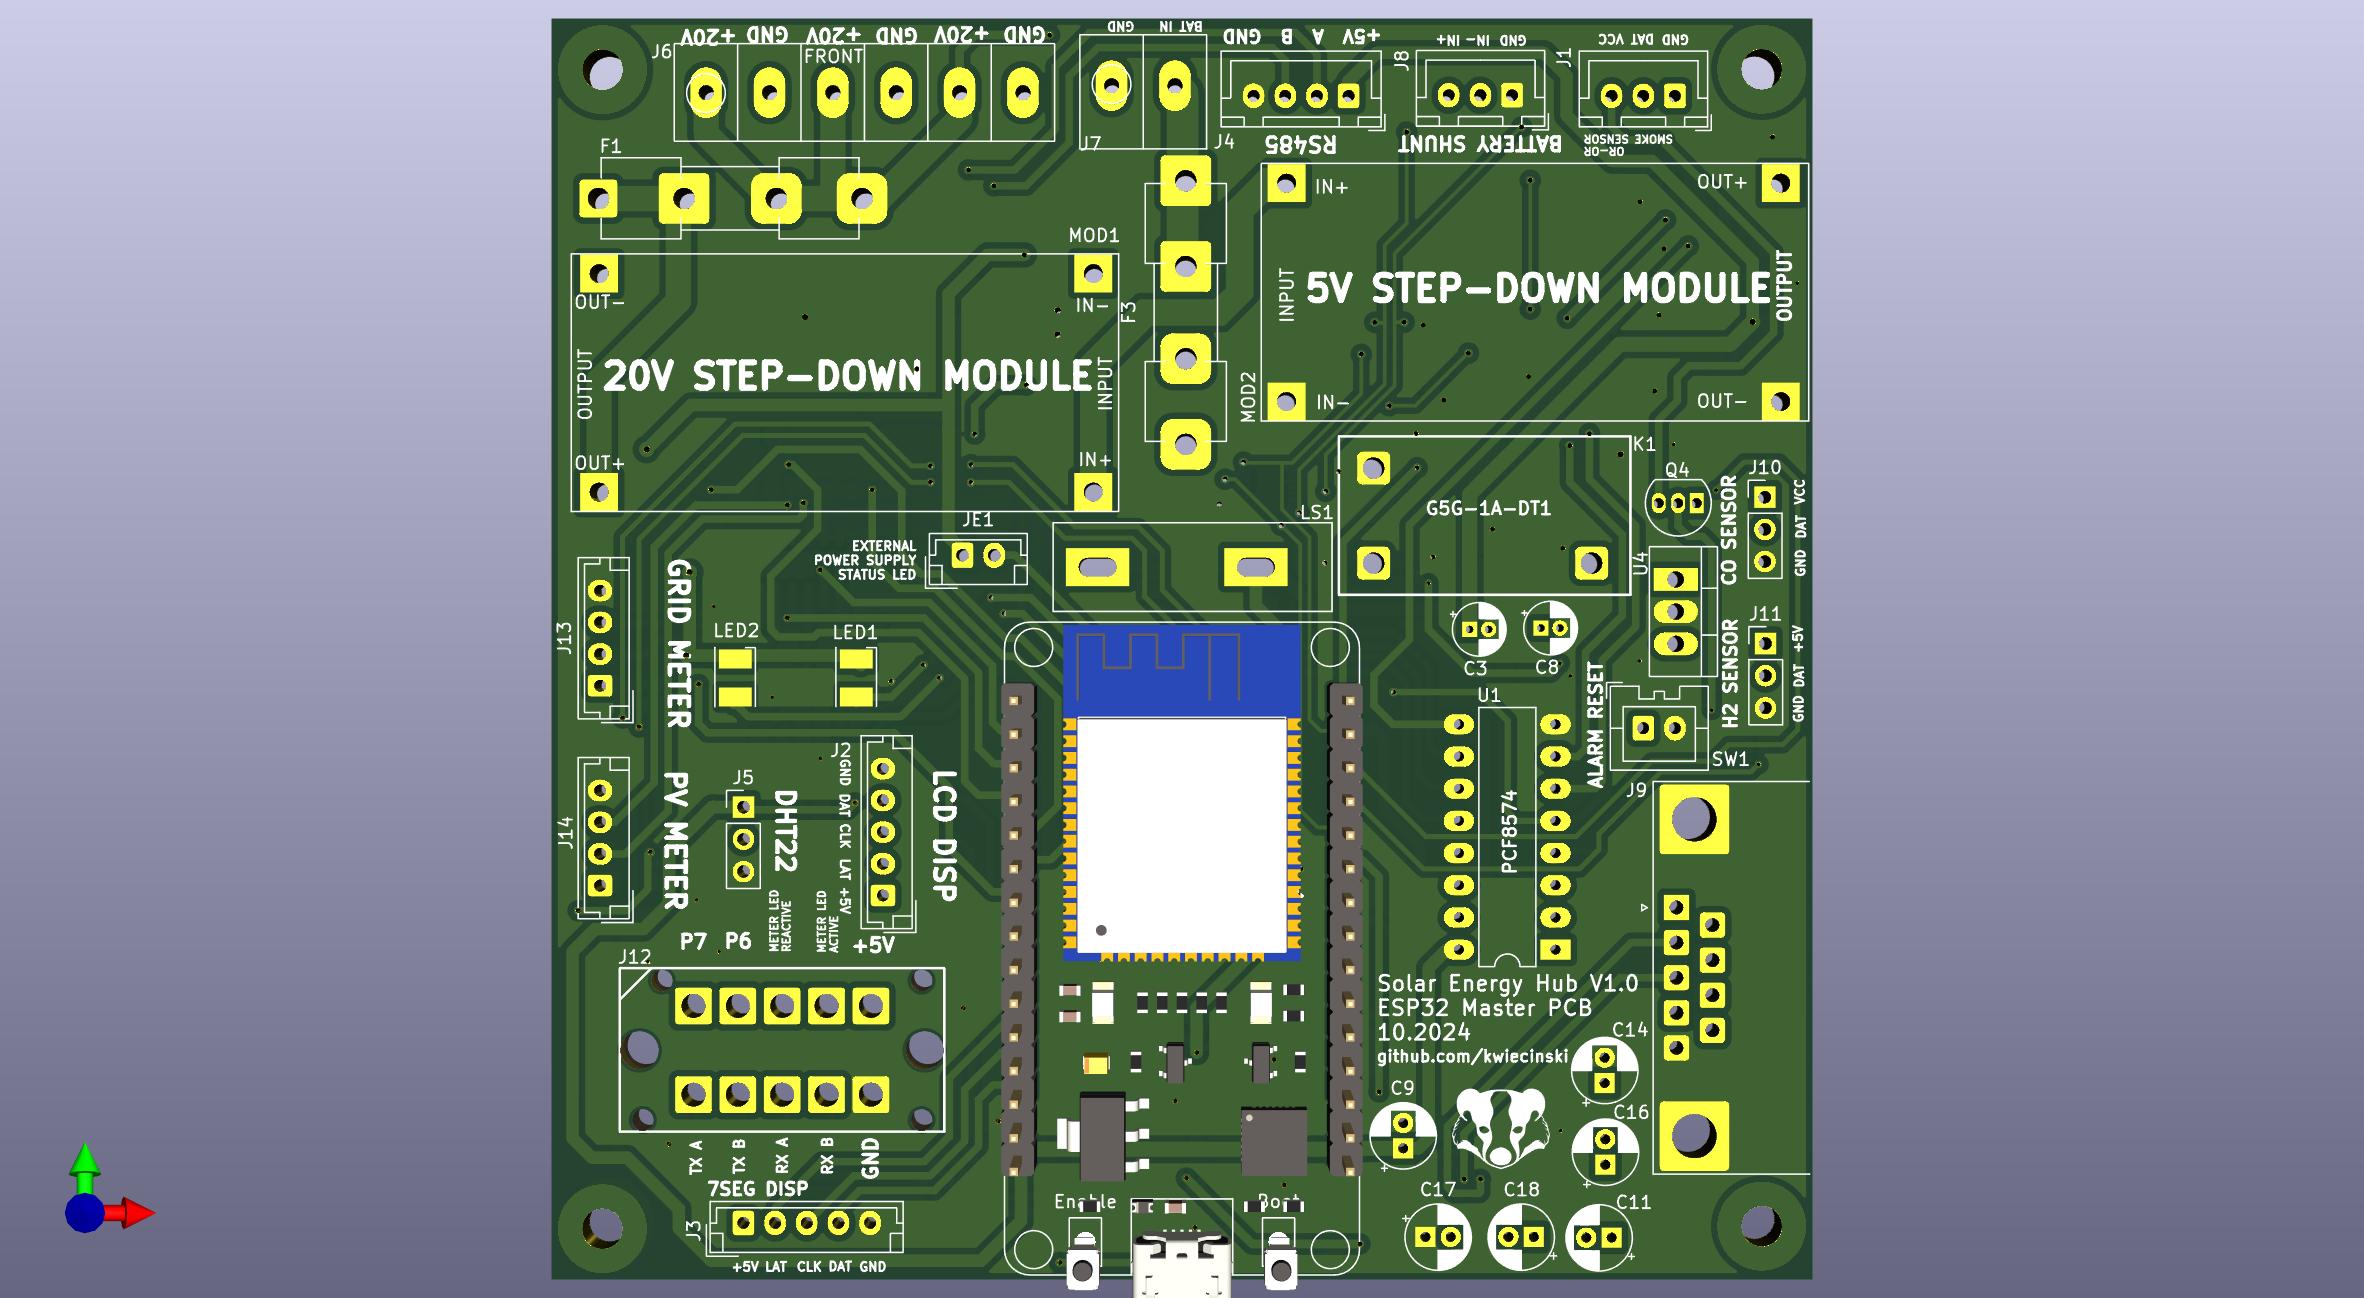 +20V GND +20V GND +20V GND
J6
FRONT
GND BAT IN
J7
GND B A +5V
J4
RS485
IN+ IN- GND
J8
BATTERY SHUNT
VCC DAT GND
J1
OR-OR
SMOKE SENSOR
F1
MOD1
OUT-
IN-
OUTPUT
20V STEP-DOWN MODULE
INPUT
OUT+
IN+
F3
IN+
OUT+
INPUT
5V STEP-DOWN MODULE
OUTPUT
MOD2
IN-
OUT-
K1
G5G-1A-DT1
Q4
J10
CO SENSOR
GND DAT VCC
U4
J11
H2 SENSOR
GND DAT +5V
JE1
EXTERNAL
POWER SUPPLY
STATUS LED
LS1
J13
GRID METER
LED2
LED1
C3
C8
U1
PCF8574
ALARM RESET
SW1
J9
J14
PV METER
J5
DHT22
J2
GND DAT CLK LAT +5V
LCD DISP
P7 P6
METER LED
REACTIVE
METER LED
ACTIVE
+5V
J12
TX A
TX B
RX A
RX B
GND
7SEG DISP
J3
+5V LAT CLK DAT GND
Solar Energy Hub V1.0
ESP32 Master PCB
10.2024
github.com/kwiecinski
C14
C9
C16
C17
C18
C11
Enable
Boot